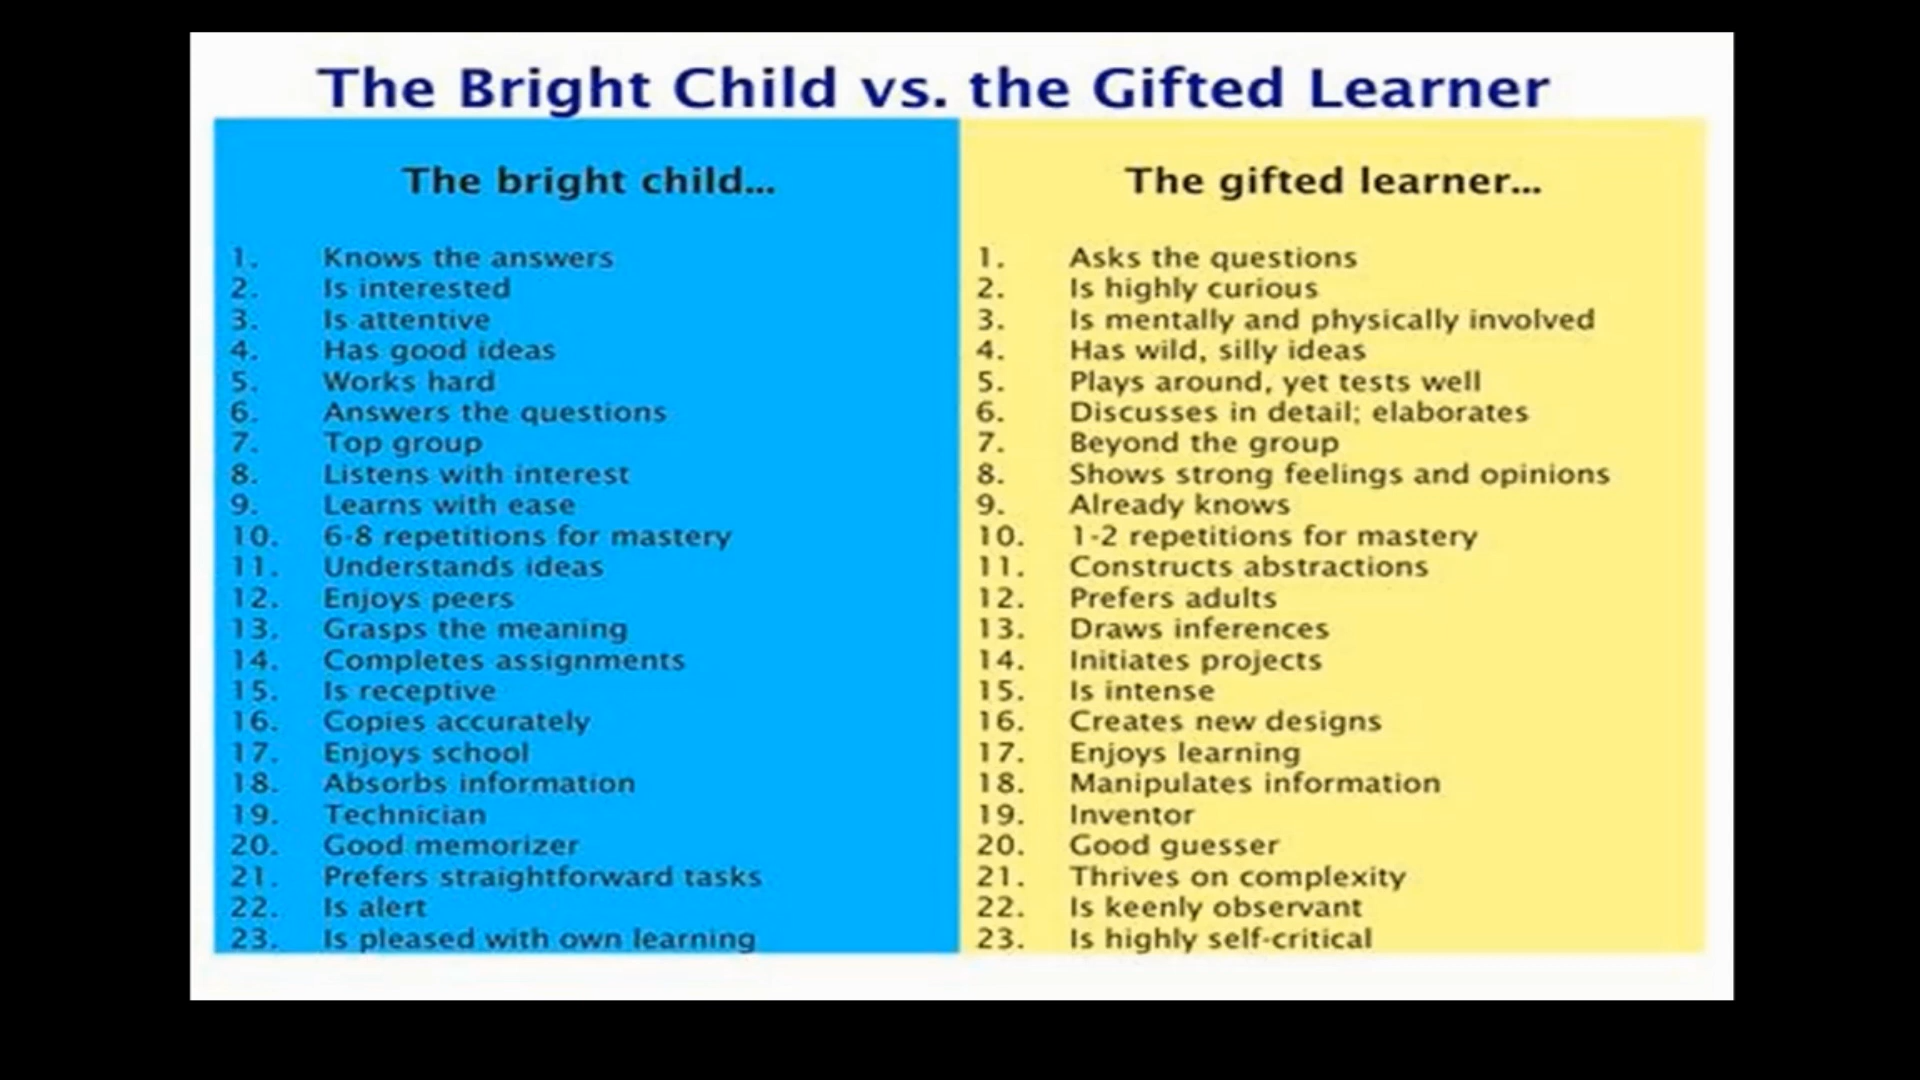 The Bright Child vs. the Gifted Learner
The bright child...
1. Knows the answers
2. Is interested
3. Is attentive
4. Has good ideas
5. Works hard
6. Answers the questions
7. Top group
8. Listens with interest
9. Learns with ease
10. 6-8 repetitions for mastery
11. Understands ideas
12. Enjoys peers
13. Grasps the meaning
14. Completes assignments
15. Is receptive
16. Copies accurately
17. Enjoys school
18. Absorbs information
19. Technician
20. Good memorizer
21. Prefers straightforward tasks
22. Is alert
23. Is pleased with own learning
The gifted learner...
1. Asks the questions
2. Is highly curious
3. Is mentally and physically involved
4. Has wild, silly ideas
5. Plays around, yet tests well
6. Discusses in detail; elaborates
7. Beyond the group
8. Shows strong feelings and opinions
9. Already knows
10. 1-2 repetitions for mastery
11. Constructs abstractions
12. Prefers adults
13. Draws inferences
14. Initiates projects
15. Is intense
16. Creates new designs
17. Enjoys learning
18. Manipulates information
19. Inventor
20. Good guesser
21. Thrives on complexity
22. Is keenly observant
23. Is highly self-critical